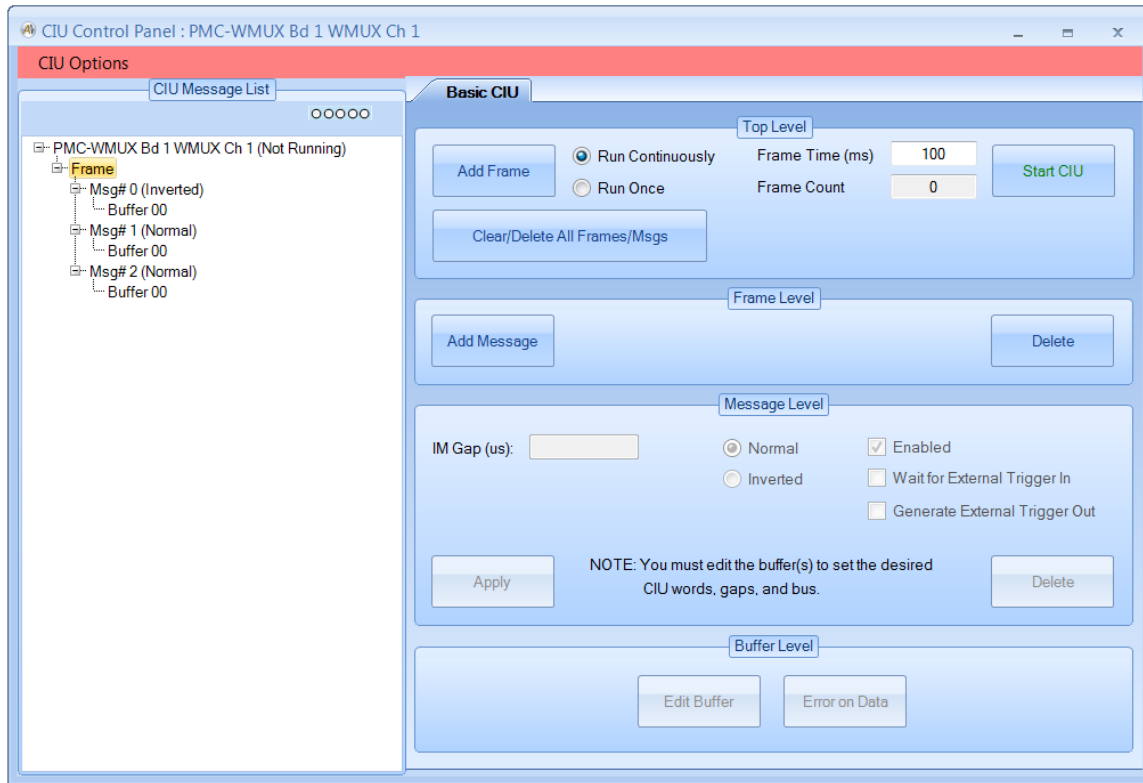 CIU Control Panel : PMC-WMUX Bd 1 WMUX Ch 1
CIU Options
CIU Message List
PMC-WMUX Bd 1 WMUX Ch 1 (Not Running)
Frame
Msg# 0 (Inverted)
Buffer 00
Msg# 1 (Normal)
Buffer 00
Msg# 2 (Normal)
Buffer 00
Basic CIU
Top Level
Add Frame
Run Continuously
Run Once
Frame Time (ms) 100
Frame Count 0
Start CIU
Clear/Delete All Frames/Msgs
Frame Level
Add Message
Delete
Message Level
IM Gap (us):
Normal
Inverted
Enabled
Wait for External Trigger In
Generate External Trigger Out
Apply
NOTE: You must edit the buffer(s) to set the desired
CIU words, gaps, and bus.
Delete
Buffer Level
Edit Buffer
Error on Data